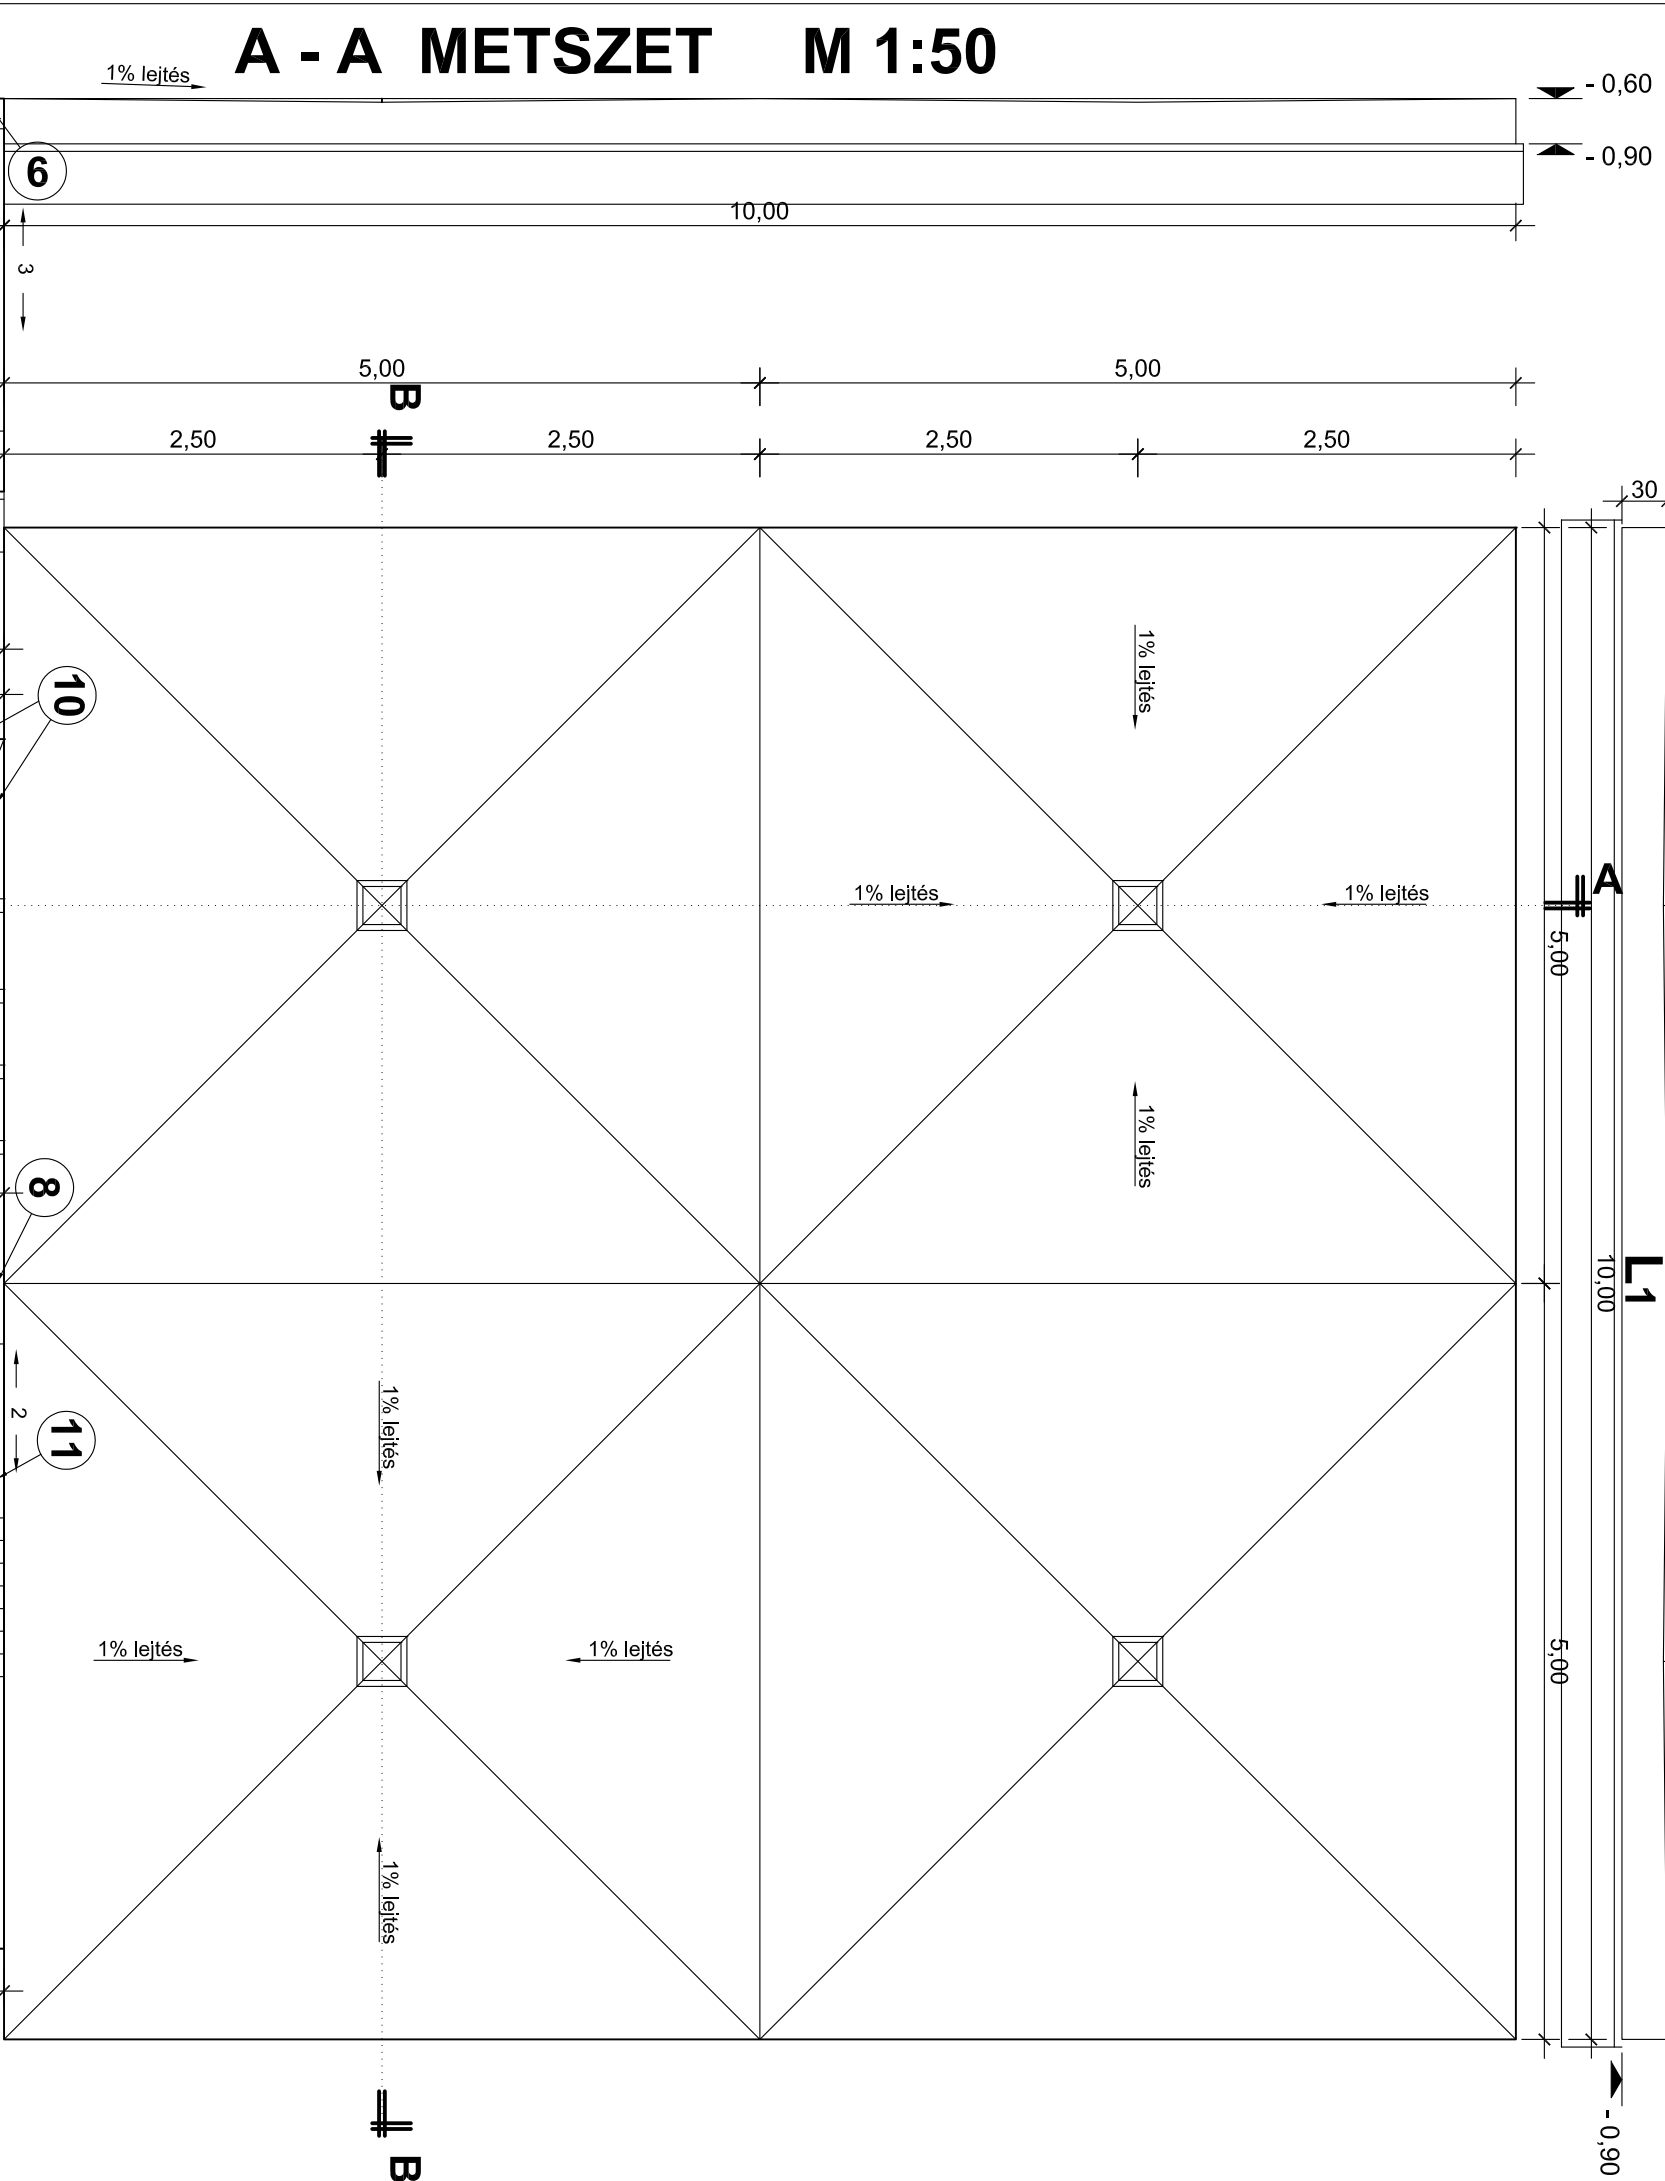 A - A METSZET M 1:50
1% lejtés
- 0,60
- 0,90
6
10,00
3
5,00
5,00
B
2,50
2,50
2,50
2,50
30
1% lejtés
10
1% lejtés
1% lejtés
A
5,00
1% lejtés
8
L1
10,00
1% lejtés
2
11
1% lejtés
1% lejtés
5,00
1% lejtés
- 0,90
B